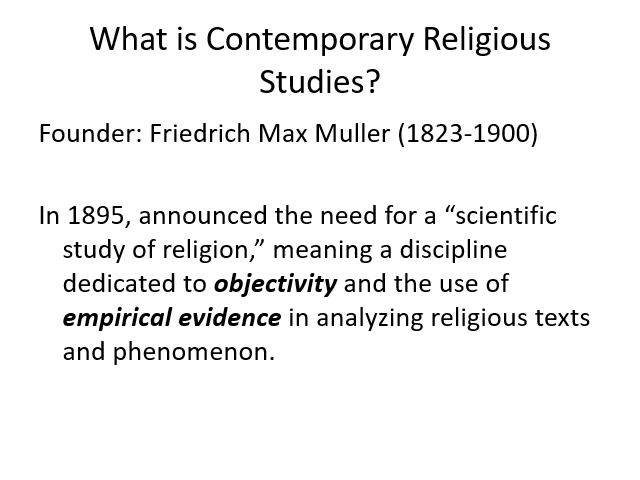 What is Contemporary Religious
Studies?
Founder: Friedrich Max Muller (1823-1900)
In 1895, announced the need for a “scientific
study of religion,” meaning a discipline
dedicated to objectivity and the use of
empirical evidence in analyzing religious texts
and phenomenon.